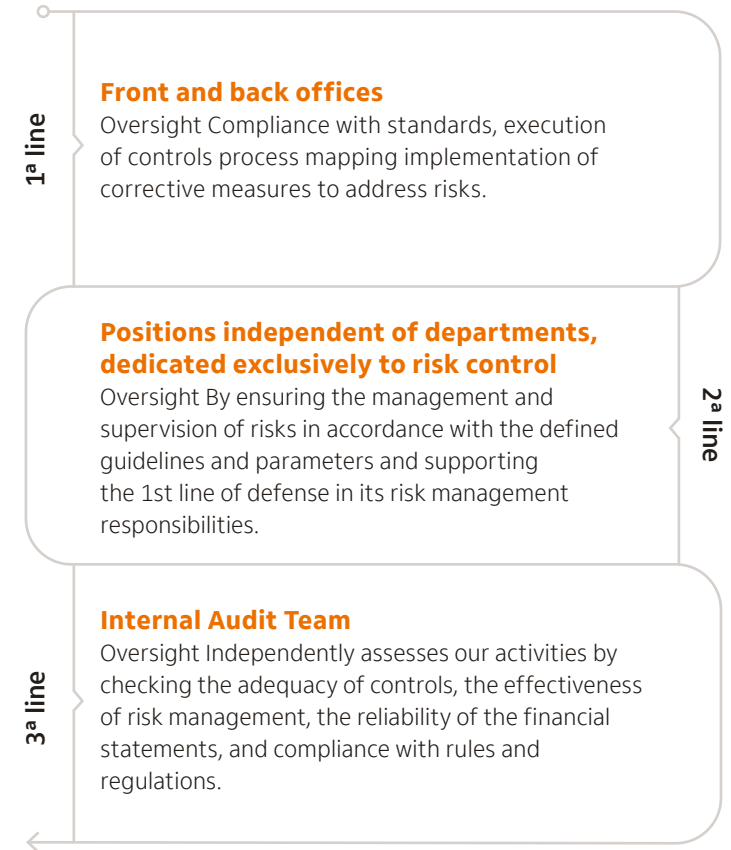 1ª line
Front and back offices
Oversight Compliance with standards, execution
of controls process mapping implementation of
corrective measures to address risks.
2ª line
Positions independent of departments,
dedicated exclusively to risk control
Oversight By ensuring the management and
supervision of risks in accordance with the defined
guidelines and parameters and supporting
the 1st line of defense in its risk management
responsibilities.
3ª line
Internal Audit Team
Oversight Independently assesses our activities by
checking the adequacy of controls, the effectiveness
of risk management, the reliability of the financial
statements, and compliance with rules and
regulations.